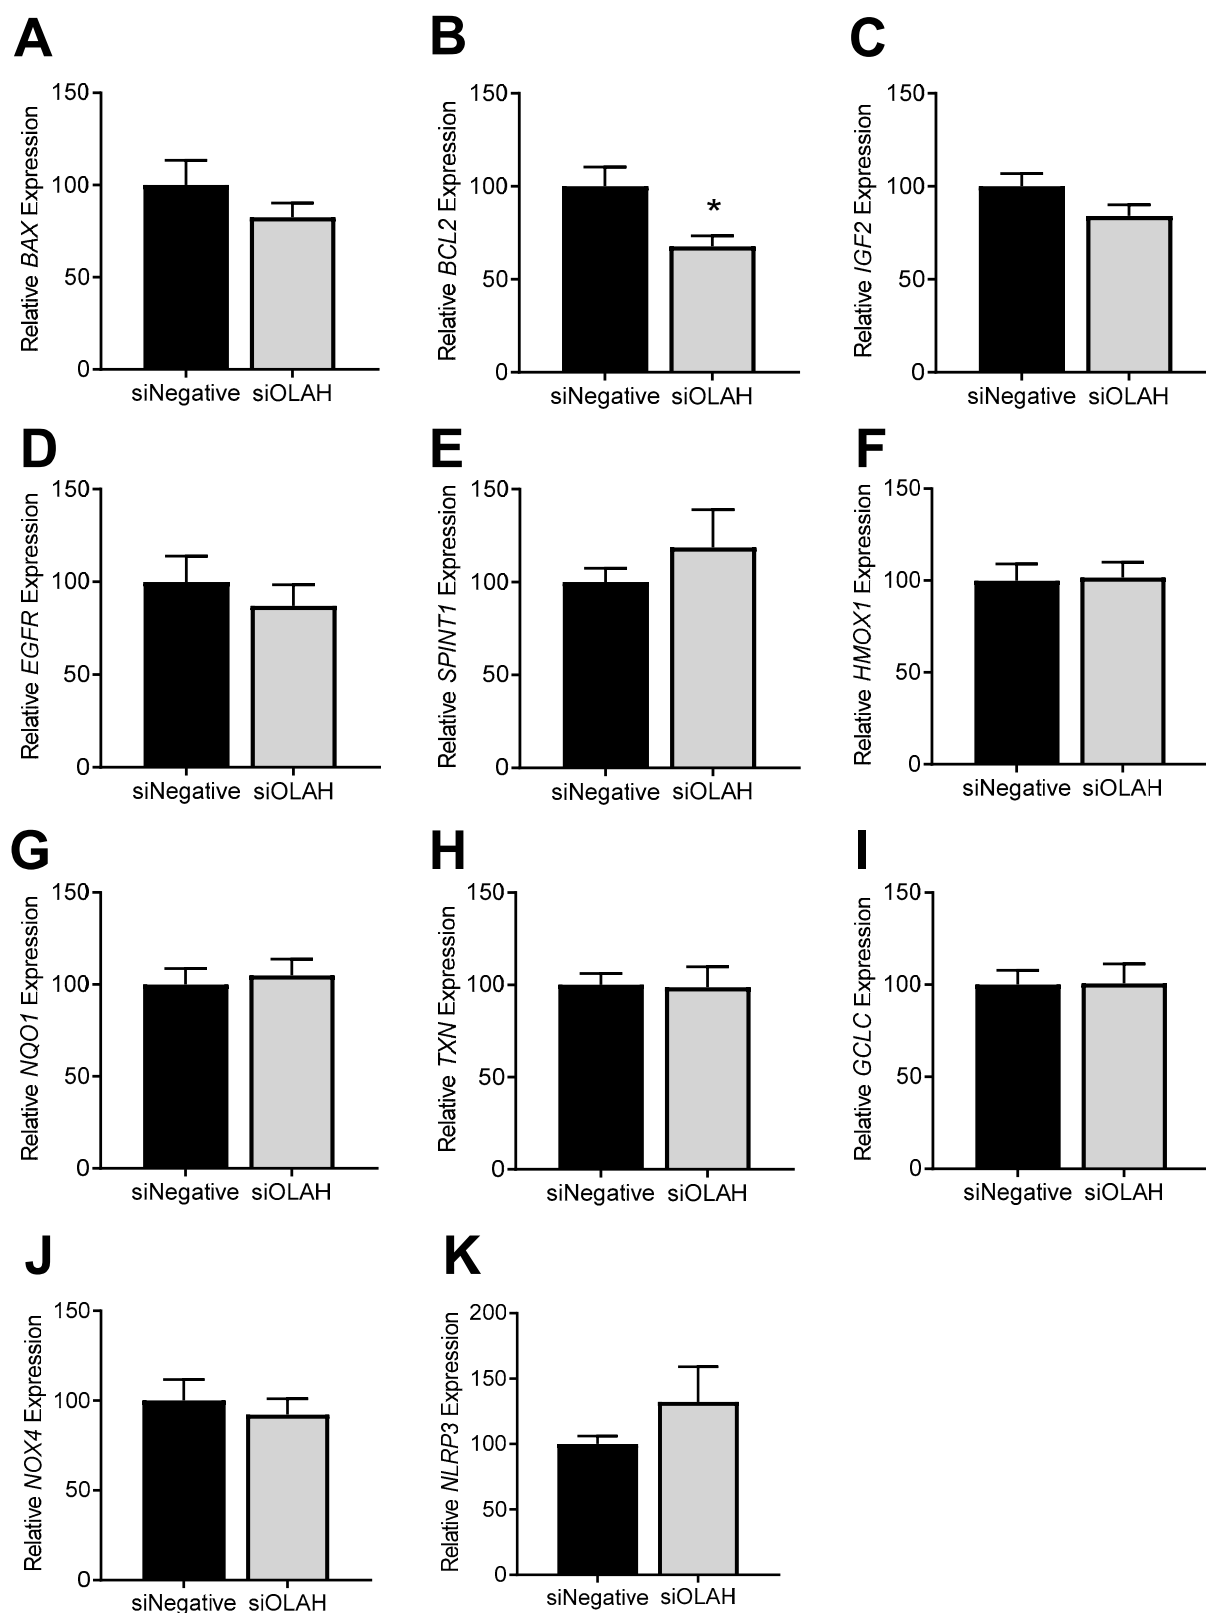 A
Relative BAX Expression
150
100
50
0
siNegative siOLAH
B
Relative BCL2 Expression
150
100
50
0
*
siNegative siOLAH
C
Relative IGF2 Expression
150
100
50
0
siNegative siOLAH
D
Relative EGFR Expression
150
100
50
0
siNegative siOLAH
E
Relative SPINT1 Expression
150
100
50
0
siNegative siOLAH
F
Relative HMOX1 Expression
150
100
50
0
siNegative siOLAH
G
Relative NQO1 Expression
150
100
50
0
siNegative siOLAH
H
Relative TXN Expression
150
100
50
0
siNegative siOLAH
I
Relative GCLC Expression
150
100
50
0
siNegative siOLAH
J
Relative NOX4 Expression
150
100
50
0
siNegative siOLAH
K
Relative NLRP3 Expression
200
150
100
50
0
siNegative siOLAH